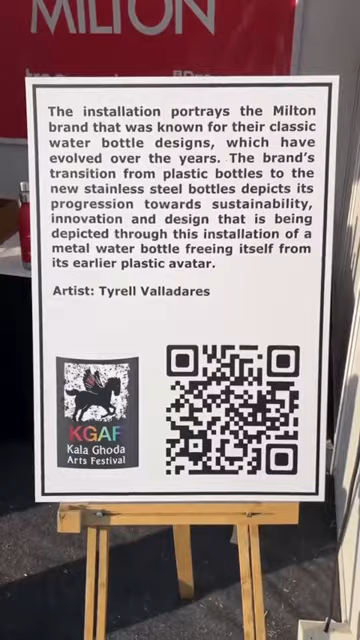 MILTON
The installation portrays the Milton
brand that was known for their classic
water bottle designs, which have
evolved over the years. The brand's
transition from plastic bottles to the
new stainless steel bottles depicts its
progression towards sustainability,
innovation and design that is being
depicted through this installation of a
metal water bottle freeing itself from
its earlier plastic avatar.
Artist: Tyrell Valladares
KGAF
Kala Ghoda
Arts Festival